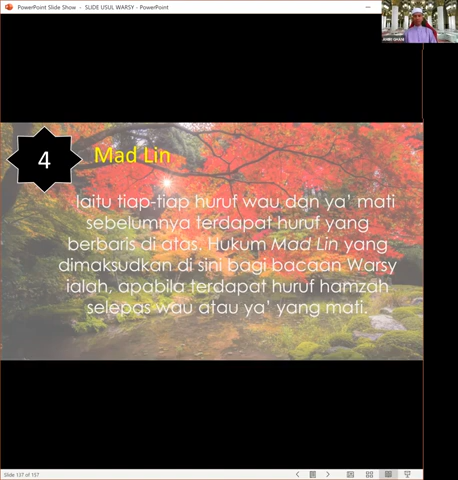 PowerPoint Slide Show - SLIDE USUL WARSY - PowerPoint
4
Mad Lin
Iaitu tiap-tiap huruf wau dan ya' mati
sebelumnya terdapat huruf yang
berbaris di atas. Hukum Mad Lin yang
dimaksudkan di sini bagi bacaan Warsy
ialah, apabila terdapat huruf hamzah
selepas wau atau ya' yang mati.
Slide 137 of 157